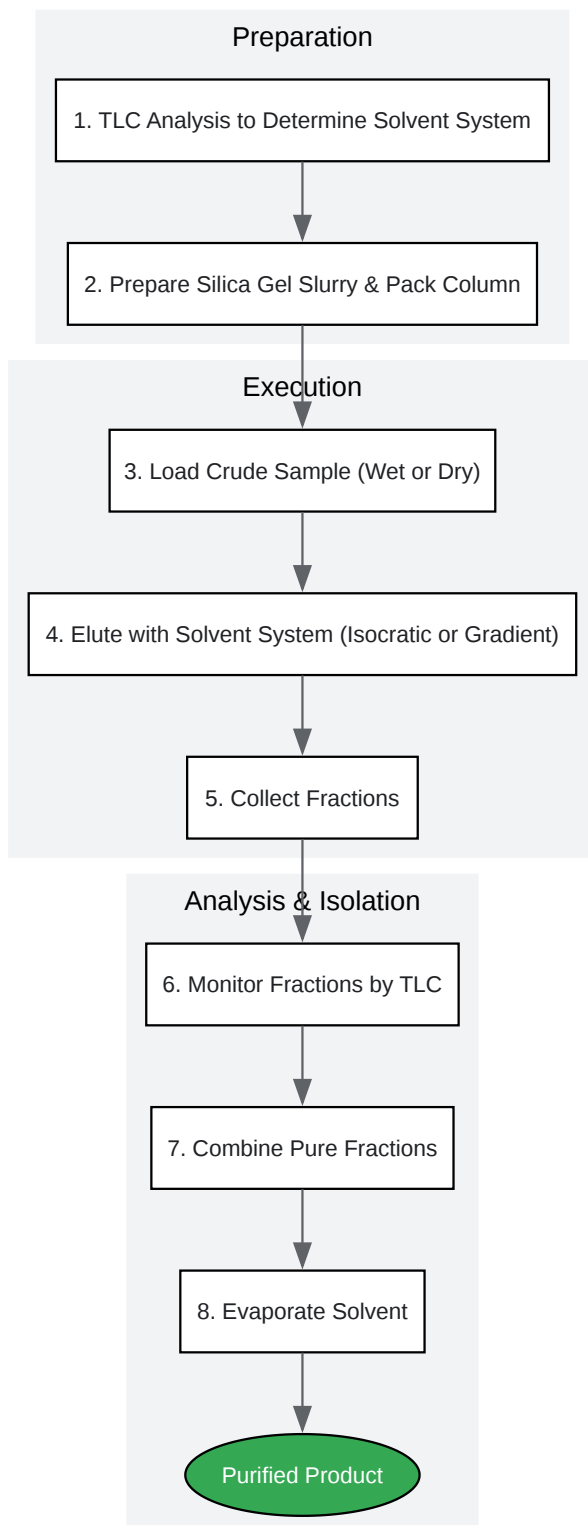 Preparation
1. TLC Analysis to Determine Solvent System
2. Prepare Silica Gel Slurry & Pack Column
Execution
3. Load Crude Sample (Wet or Dry)
4. Elute with Solvent System (Isocratic or Gradient)
5. Collect Fractions
Analysis & Isolation
6. Monitor Fractions by TLC
7. Combine Pure Fractions
8. Evaporate Solvent
Purified Product